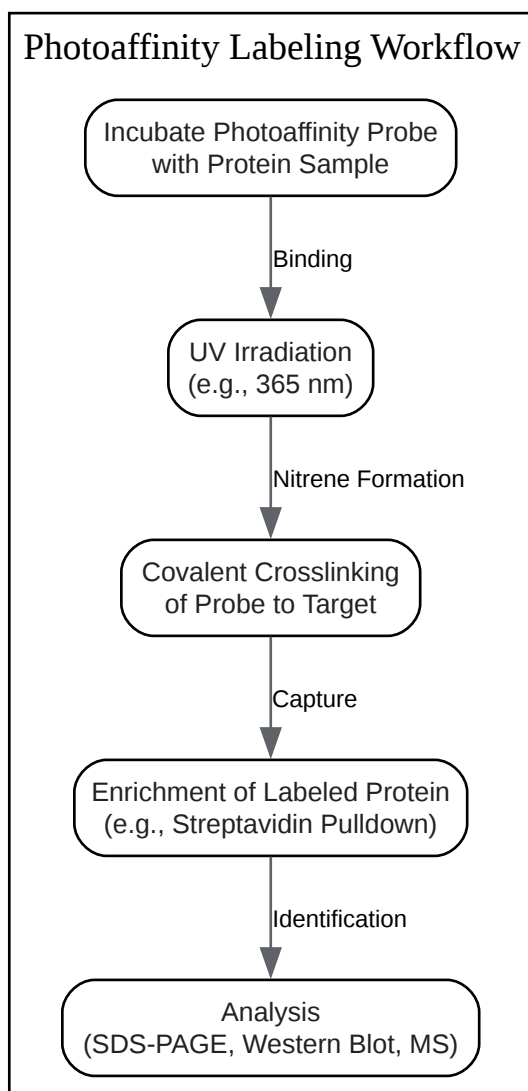 Photoaffinity Labeling Workflow
Incubate Photoaffinity Probe
with Protein Sample
Binding
UV Irradiation
(e.g., 365 nm)
Nitrene Formation
Covalent Crosslinking
of Probe to Target
Capture
Enrichment of Labeled Protein
(e.g., Streptavidin Pulldown)
Identification
Analysis
(SDS-PAGE, Western Blot, MS)